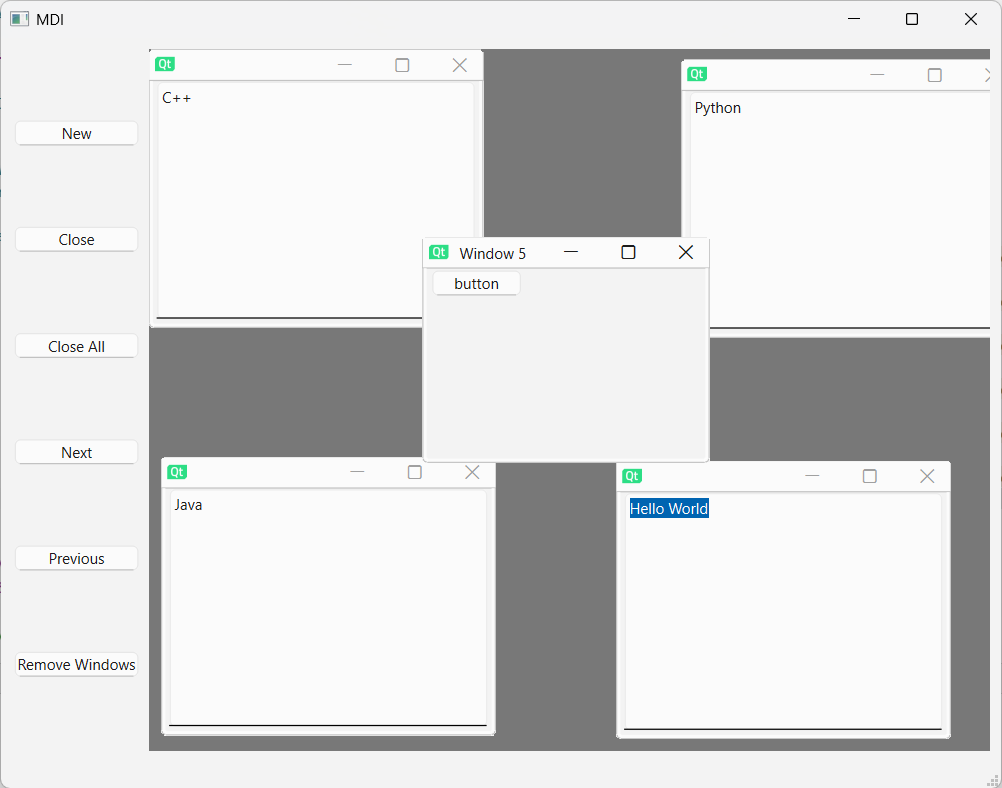 MDI
New
Close
Close All
Next
Previous
Remove Windows
Qt
C++
Qt
Python
Qt Window 5
button
Qt
Java
Qt
Hello World